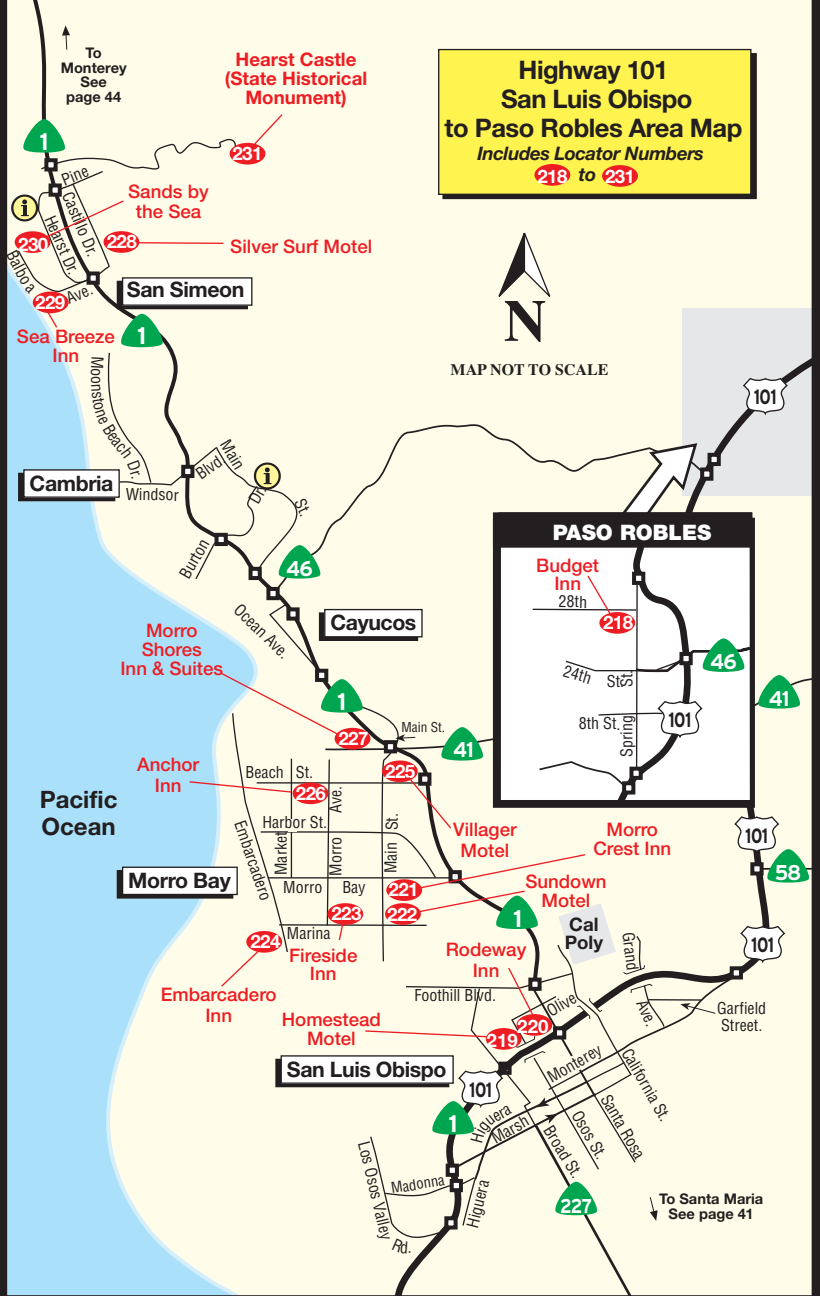 To
Monterey
See
page 44
Hearst Castle
(State Historical
Monument)
Highway 101
San Luis Obispo
to Paso Robles Area Map
Includes Locator Numbers
218 to 231
1
231
Pine
i
Sands by
the Sea
Castillo Dr.
Hearst Dr.
230
228
Silver Surf Motel
Balboa Ave.
229
San Simeon
N
MAP NOT TO SCALE
Sea Breeze
Inn
1
101
Moonstone Beach Dr.
Cambria
Windsor
Blvd
Main
St.
i
Dr.
Burton
46
PASO ROBLES
Budget
Inn
28th
218
24th
St.
St.
46
8th St.
Spring
101
Ocean Ave.
Cayucos
Morro
Shores
Inn & Suites
1
41
Main St.
227
41
Anchor
Inn
Beach St.
225
226
Ave.
Pacific
Ocean
Harbor St.
St.
Villager
Motel
Morro
Crest Inn
101
58
Embarcadero
Market
Morro
Main
Morro Bay
Morro Bay
221
Sundown
Motel
223
222
1
Cal
Poly
101
Marina
224
Fireside
Inn
Rodeway
Inn
Grand
Embarcadero
Inn
Foothill Blvd.
Olive
Ave.
Garfield
Street.
Homestead
Motel
220
219
San Luis Obispo
Monterey
California St.
101
1
Higuera
Marsh
Santa Rosa
Osos St.
Broad St.
Los Osos Valley
Rd.
Madonna
Higuera
227
To Santa Maria
See page 41